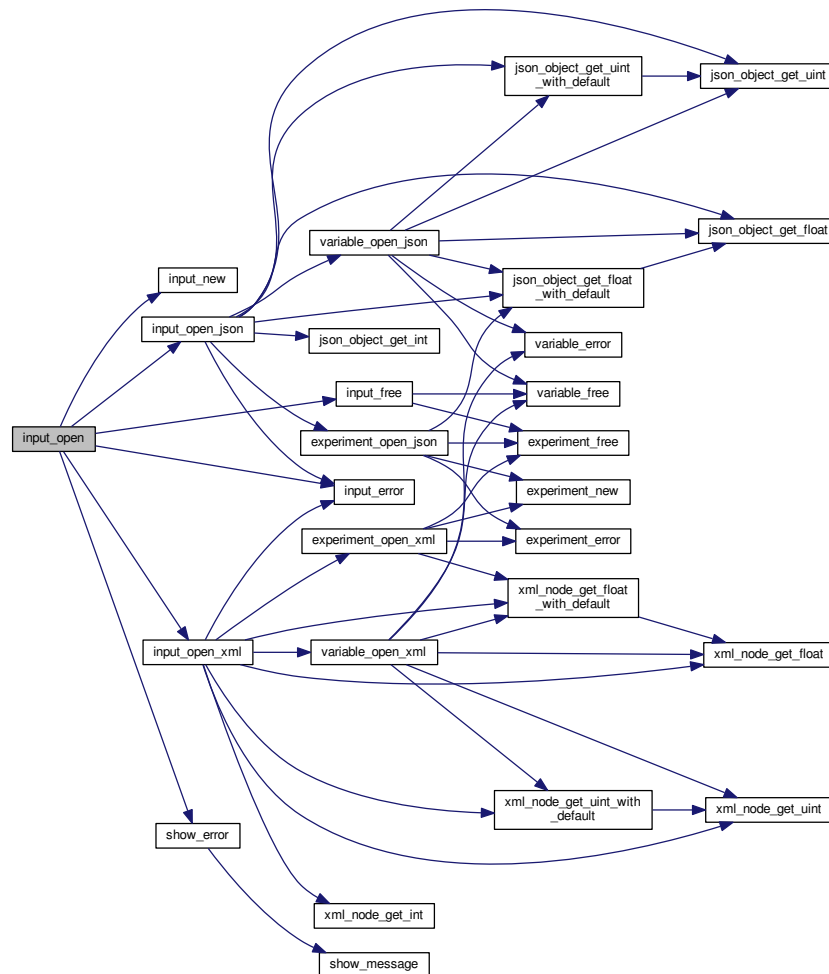 json_object_get_uint
_with_default
json_object_get_uint
json_object_get_float
variable_open_json
input_new
json_object_get_float
_with_default
input_open_json
json_object_get_int
variable_error
input_free
variable_free
input_open
experiment_open_json
experiment_free
input_error
experiment_new
experiment_open_xml
experiment_error
xml_node_get_float
_with_default
input_open_xml
variable_open_xml
xml_node_get_float
xml_node_get_uint_with
_default
xml_node_get_uint
show_error
xml_node_get_int
show_message